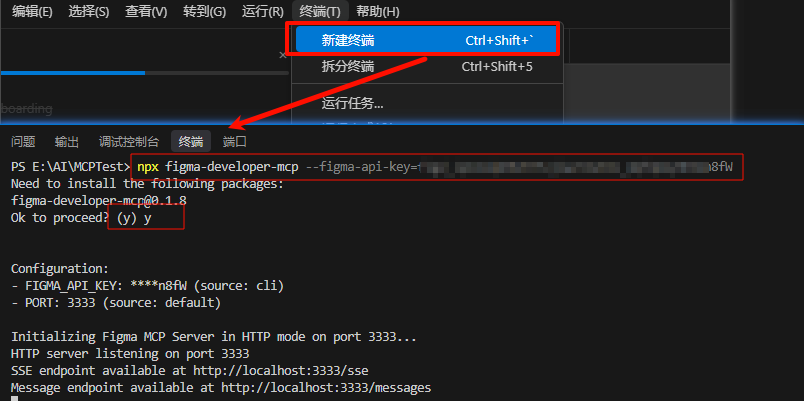 编辑(E) 选择(S) 查看(V) 转到(G) 运行(R) 终端(T) 帮助(H)
新建终端 Ctrl+Shift+`
拆分终端 Ctrl+Shift+5
运行任务...
boarding
问题 输出 调试控制台 终端 端口
PS E:\AI\MCPTest> npx figma-developer-mcp --figma-api-key= n8fW
Need to install the following packages:
figma-developer-mcp@0.1.8
Ok to proceed? (y) y
Configuration:
- FIGMA_API_KEY: ****n8fW (source: cli)
- PORT: 3333 (source: default)
Initializing Figma MCP Server in HTTP mode on port 3333...
HTTP server listening on port 3333
SSE endpoint available at http://localhost:3333/sse
Message endpoint available at http://localhost:3333/messages